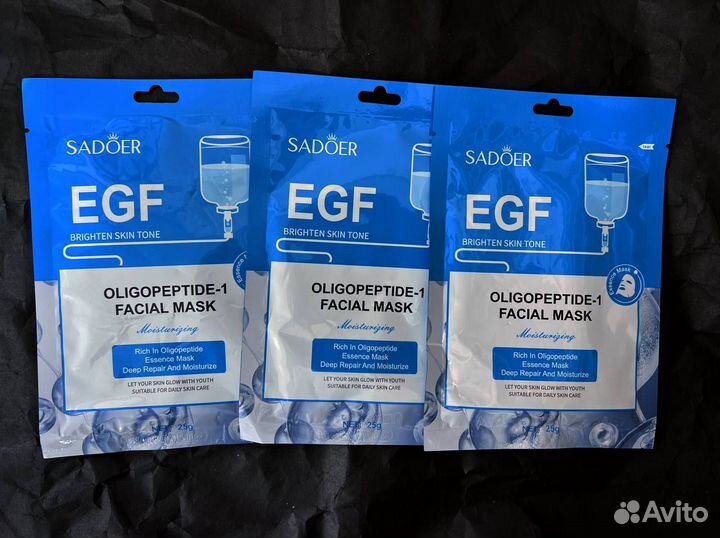 SADOER
EGF
BRIGHTEN SKIN TONE
OLIGOPEPTIDE-1
FACIAL MASK
Moisturizing
Rich In Oligopeptide
Essence Mask
Deep Repair And Moisturize
LET YOUR SKIN GLOW WITH YOUTH
SUITABLE FOR DAILY SKIN CARE
25g
SADOER
EGF
BRIGHTEN SKIN TONE
OLIGOPEPTIDE-1
FACIAL MASK
Moisturizing
Rich In Oligopeptide
Essence Mask
Deep Repair And Moisturize
LET YOUR SKIN GLOW WITH YOUTH
SUITABLE FOR DAILY SKIN CARE
25g
SADOER
EGF
BRIGHTEN SKIN TONE
Essence Mask
OLIGOPEPTIDE-1
FACIAL MASK
Moisturizing
Rich In Oligopeptide
Essence Mask
Deep Repair And Moisturize
LET YOUR SKIN GLOW WITH YOUTH
SUITABLE FOR DAILY SKIN CARE
25g
Avito